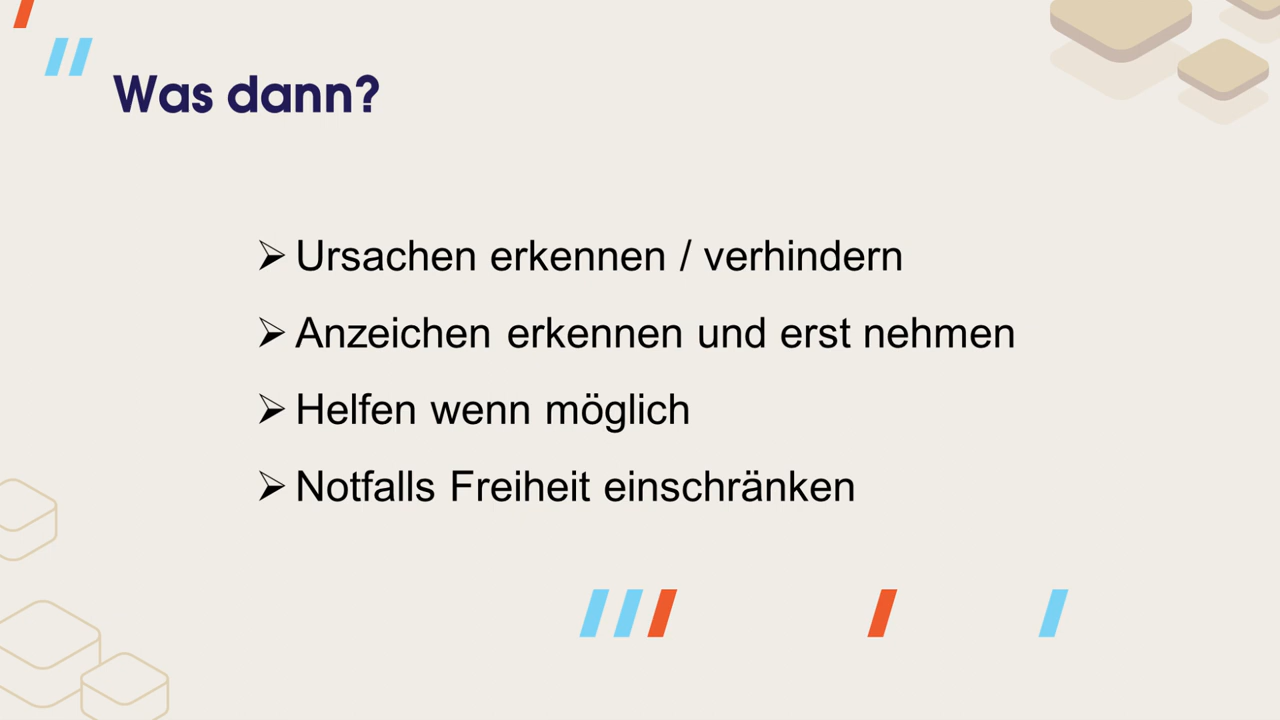 Was dann?
➢ Ursachen erkennen / verhindern
➢ Anzeichen erkennen und erst nehmen
➢ Helfen wenn möglich
➢ Notfalls Freiheit einschränken